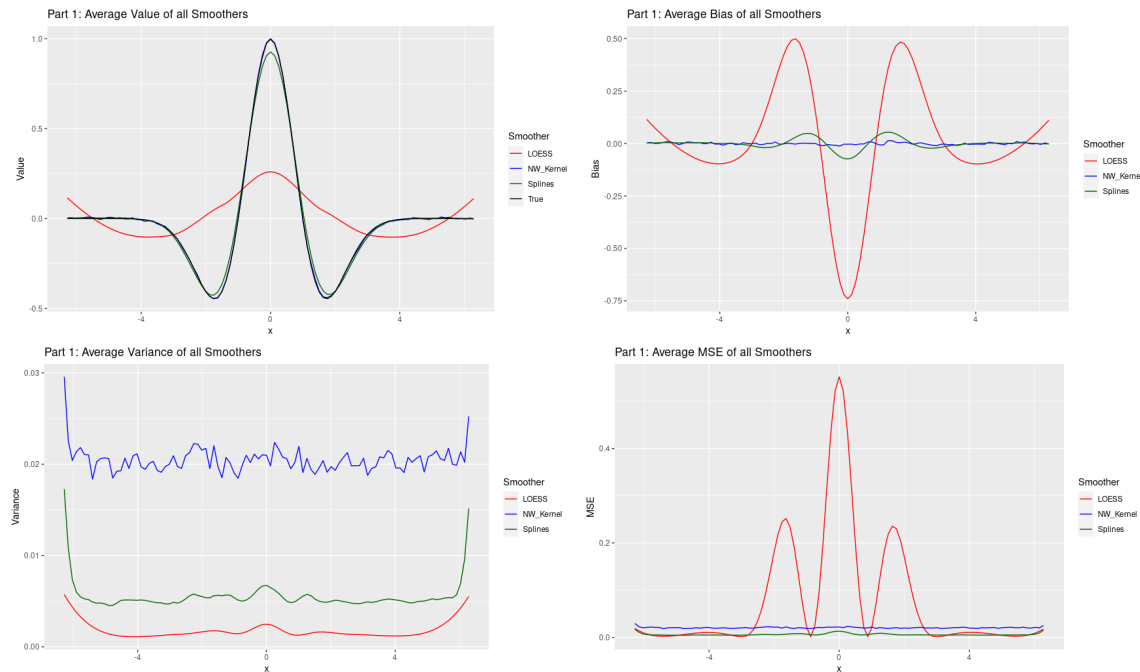 Part 1: Average Value of all Smoothers
1.0
0.5
0.0
-0.5
Value
-4
0
4
x
Smoother
LOESS
NW_Kernel
Splines
True
Part 1: Average Bias of all Smoothers
0.50
0.25
0.00
-0.25
-0.50
-0.75
Bias
-4
0
4
x
Smoother
LOESS
NW_Kernel
Splines
Part 1: Average Variance of all Smoothers
0.03
0.02
0.01
0.00
Variance
-4
0
4
x
Smoother
LOESS
NW_Kernel
Splines
Part 1: Average MSE of all Smoothers
0.4
0.2
0.0
MSE
-4
0
4
x
Smoother
LOESS
NW_Kernel
Splines